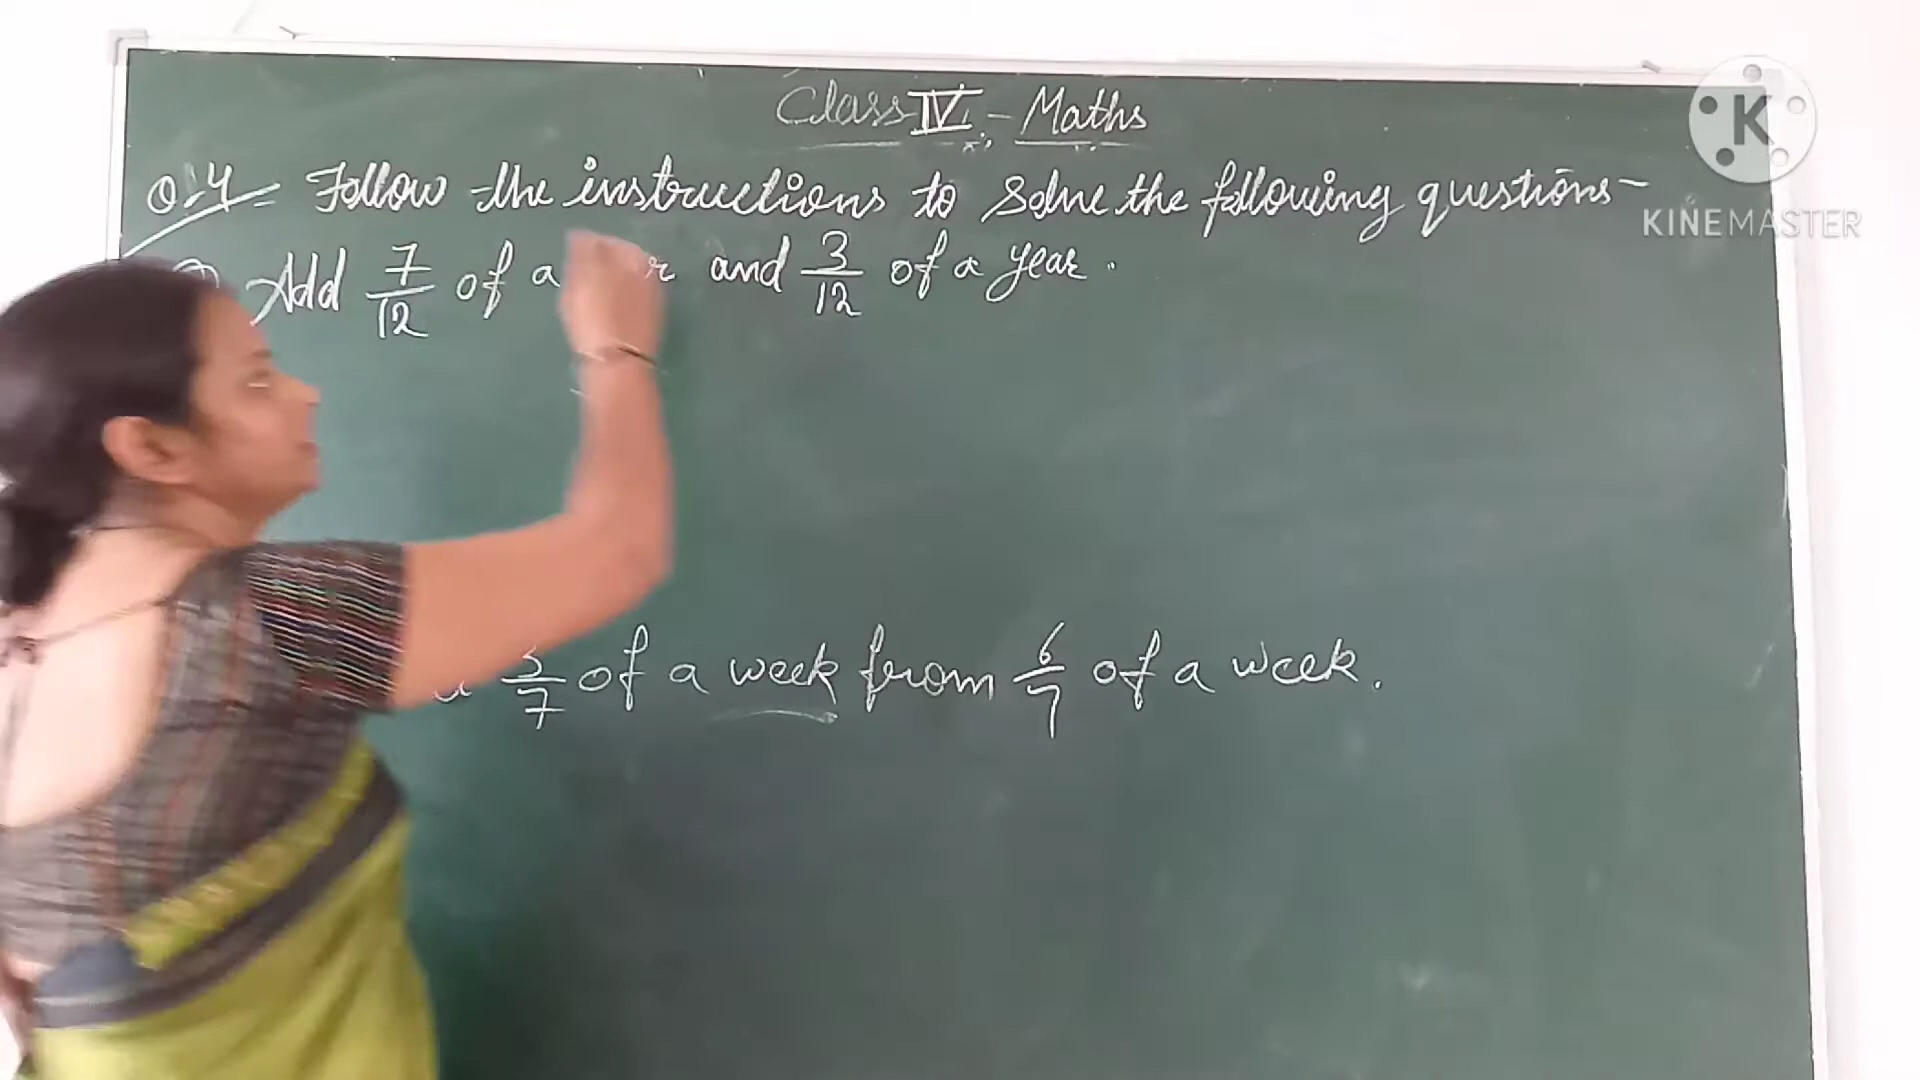 Class IV - Maths
Q.4 - Follow the instructions to solve the following questions -
Add 7/12 of a and 3/12 of a year.
7 of a week from 6/7 of a week.
K
KINEMASTER